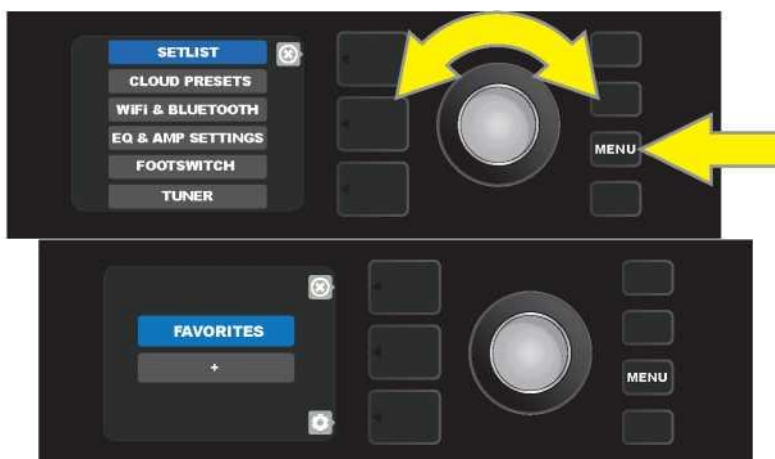 SETLIST
CLOUD PRESETS
WiFi & BLUETOOTH
EQ & AMP SETTINGS
FOOTSWITCH
TUNER
MENU
FAVORITES
+
MENU